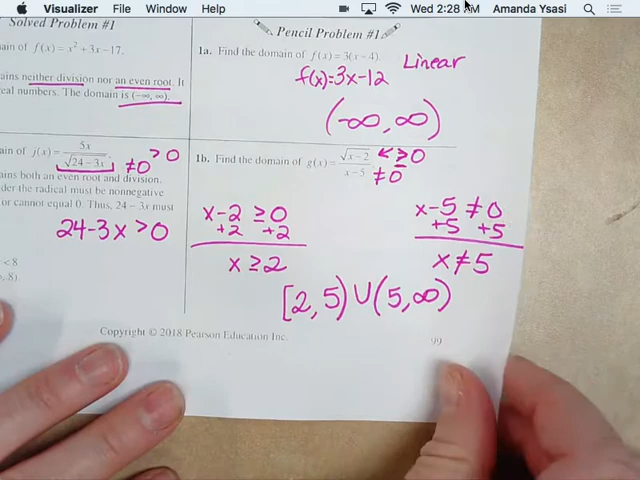 Visualizer File Window Help Wed 2:28 Amanda Ysasi
Solved Problem #1
ain of f(x) = x² + 3x - 17.
ains neither division nor an even root. It
eal numbers. The domain is (-∞, ∞).
ain of j(x) = 5x / √(24 - 3x) . ≠0 >0
ains both an even root and division.
der the radical must be nonnegative
or cannot equal 0. Thus, 24 - 3x must
24-3x >0
< 8
, 8).
Pencil Problem #1
1a. Find the domain of f(x) = 3(x - 4).
f(x)=3x-12 Linear
(-∞, ∞)
1b. Find the domain of g(x) = √(x - 2) / (x - 5) . ← ≥0
≠0
x-2 ≥0 x-5 ≠0
+2 +2 +5 +5
x ≥2 x ≠5
[2,5) ∪ (5,∞)
Copyright © 2018 Pearson Education Inc. 99